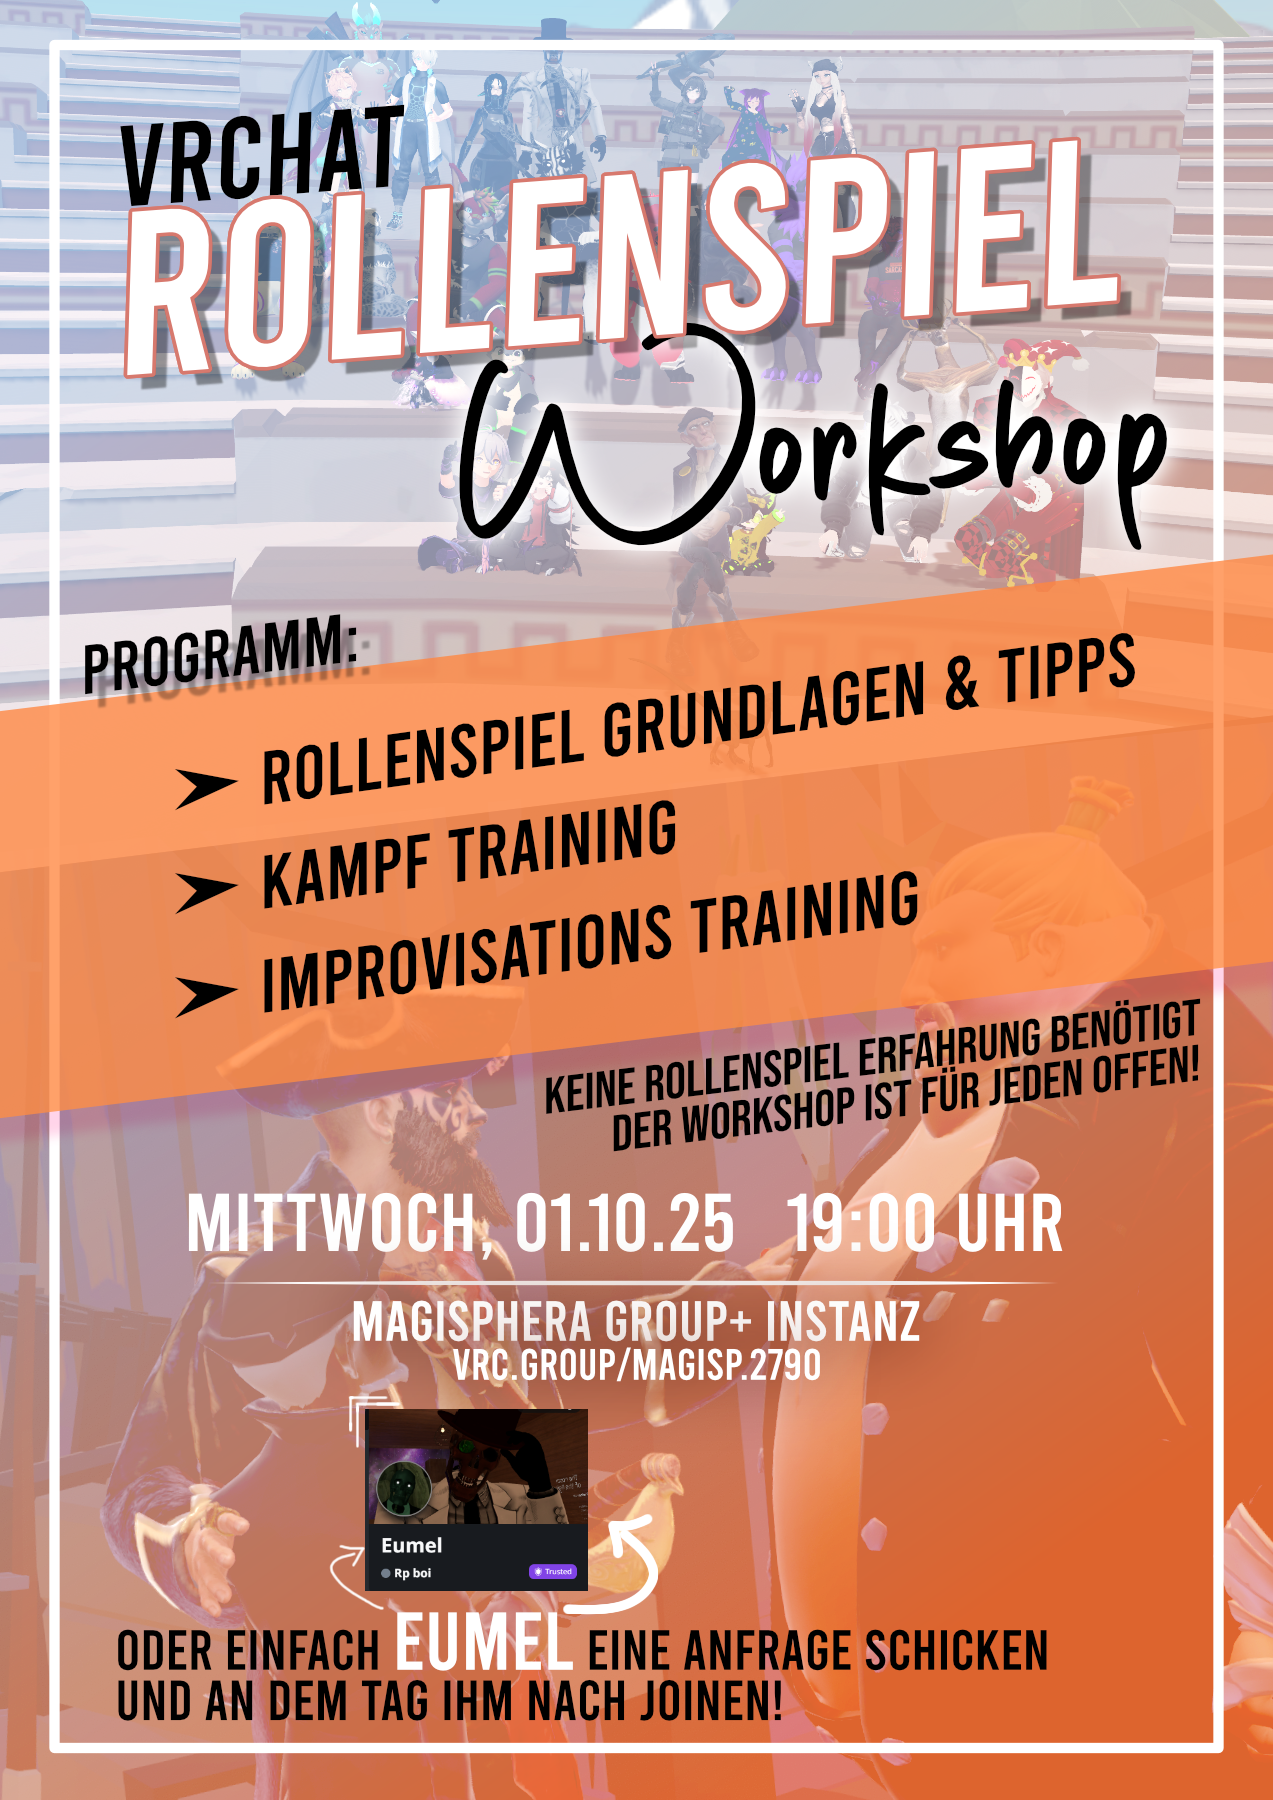 VRCHAT
ROLLENSPIEL
Workshop
PROGRAMM:
➤ ROLLENSPIEL GRUNDLAGEN & TIPPS
➤ KAMPF TRAINING
➤ IMPROVISATIONS TRAINING
KEINE ROLLENSPIEL ERFAHRUNG BENÖTIGT
DER WORKSHOP IST FÜR JEDEN OFFEN!
MITTWOCH, 01.10.25 19:00 UHR
MAGISPHERA GROUP+ INSTANZ
VRC.GROUP/MAGISP.2790
Eumel
Rp boi
Trusted
ODER EINFACH EUMEL EINE ANFRAGE SCHICKEN
UND AN DEM TAG IHM NACH JOINEN!